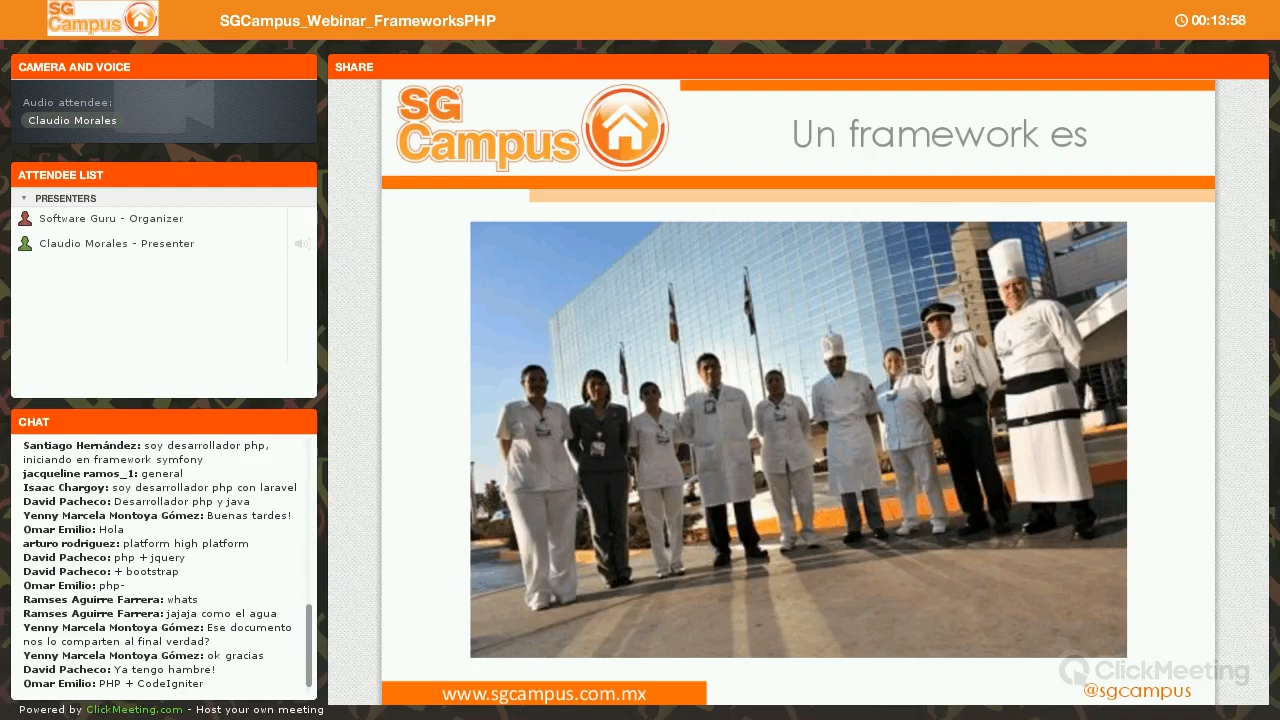 SG Campus
SGCampus_Webinar_FrameworksPHP
00:13:58
CAMERA AND VOICE
Audio attendee:
Claudio Morales
ATTENDEE LIST
PRESENTERS
Software Guru - Organizer
Claudio Morales - Presenter
CHAT
Santiago Hernández: soy desarrollador php,
iniciando en framework symfony
jacqueline ramos_1: general
Isaac Chargoy: soy desarrollador php con laravel
David Pacheco: Desarrollador php y java
Yenny Marcela Montoya Gómez: Buenas tardes!
Omar Emilio: Hola
arturo rodriguez: platform high platform
David Pacheco: php + jquery
David Pacheco: + bootstrap
Omar Emilio: php-
Ramses Aguirre Farrera: whats
Ramses Aguirre Farrera: jajaja como el agua
Yenny Marcela Montoya Gómez: Ese documento
nos lo comparten al final verdad?
Yenny Marcela Montoya Gómez: ok gracias
David Pacheco: Ya tengo hambre!
Omar Emilio: PHP + CodeIgniter
Powered by ClickMeeting.com - Host your own meeting
SHARE
SG
Campus
Un framework es
www.sgcampus.com.mx
ClickMeeting
@sgcampus